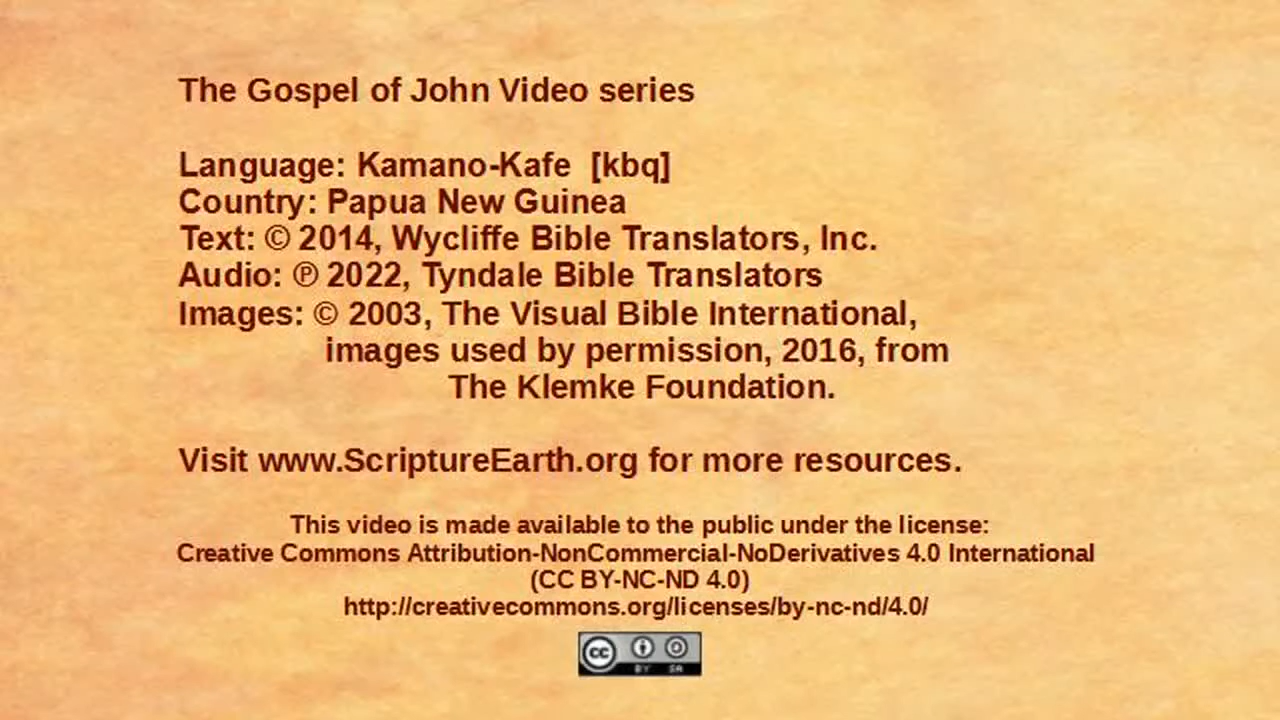 The Gospel of John Video series
Language: Kamano-Kafe [kbq]
Country: Papua New Guinea
Text: © 2014, Wycliffe Bible Translators, Inc.
Audio: ℗ 2022, Tyndale Bible Translators
Images: © 2003, The Visual Bible International,
images used by permission, 2016, from
The Klemke Foundation.
Visit www.ScriptureEarth.org for more resources.
This video is made available to the public under the license:
Creative Commons Attribution-NonCommercial-NoDerivatives 4.0 International
(CC BY-NC-ND 4.0)
http://creativecommons.org/licenses/by-nc-nd/4.0/
cc
BY SA